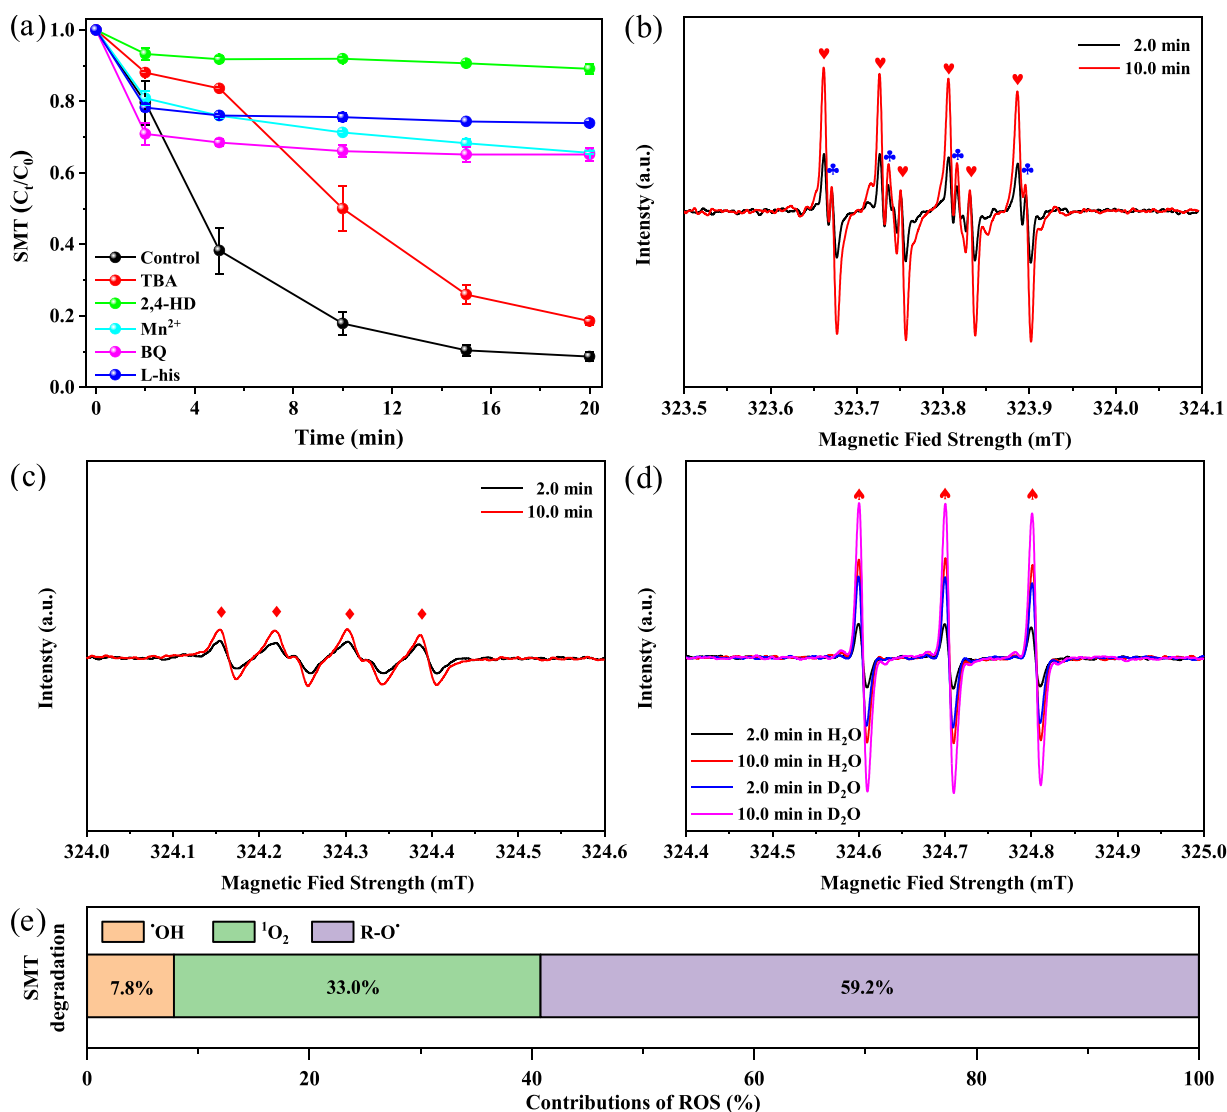 (a)
SMT (Cₜ/C₀)
1.0
0.8
0.6
0.4
0.2
0.0
Control
TBA
2,4-HD
Mn²⁺
BQ
L-his
0 4 8 12 16 20
Time (min)
(b)
Intensty (a.u.)
2.0 min
10.0 min
323.5 323.6 323.7 323.8 323.9 324.0 324.1
Magnetic Fied Strength (mT)
(c)
Intensty (a.u.)
2.0 min
10.0 min
324.0 324.1 324.2 324.3 324.4 324.5 324.6
Magnetic Fied Strength (mT)
(d)
Intensty (a.u.)
2.0 min in H₂O
10.0 min in H₂O
2.0 min in D₂O
10.0 min in D₂O
324.4 324.5 324.6 324.7 324.8 324.9 325.0
Magnetic Fied Strength (mT)
(e)
SMT
degradation
•OH ¹O₂ R-O•
7.8% 33.0% 59.2%
0 20 40 60 80 100
Contributions of ROS (%)